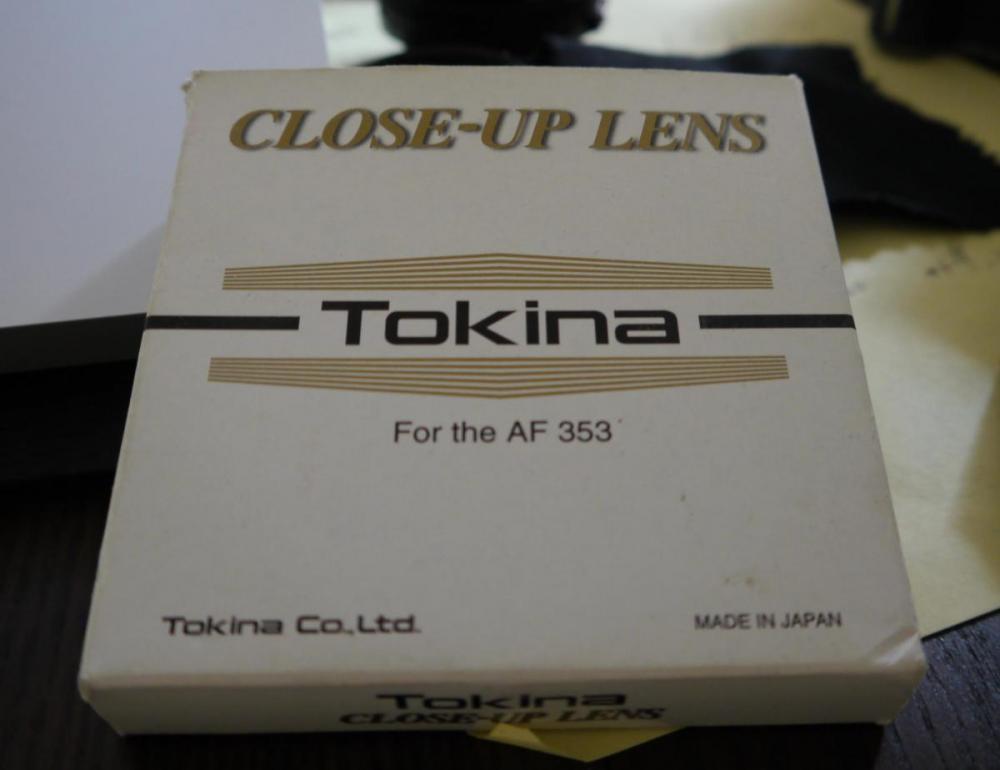 CLOSE-UP LENS
Tokina
For the AF 353
Tokina Co., Ltd.
MADE IN JAPAN
Tokina
CLOSE-UP LENS